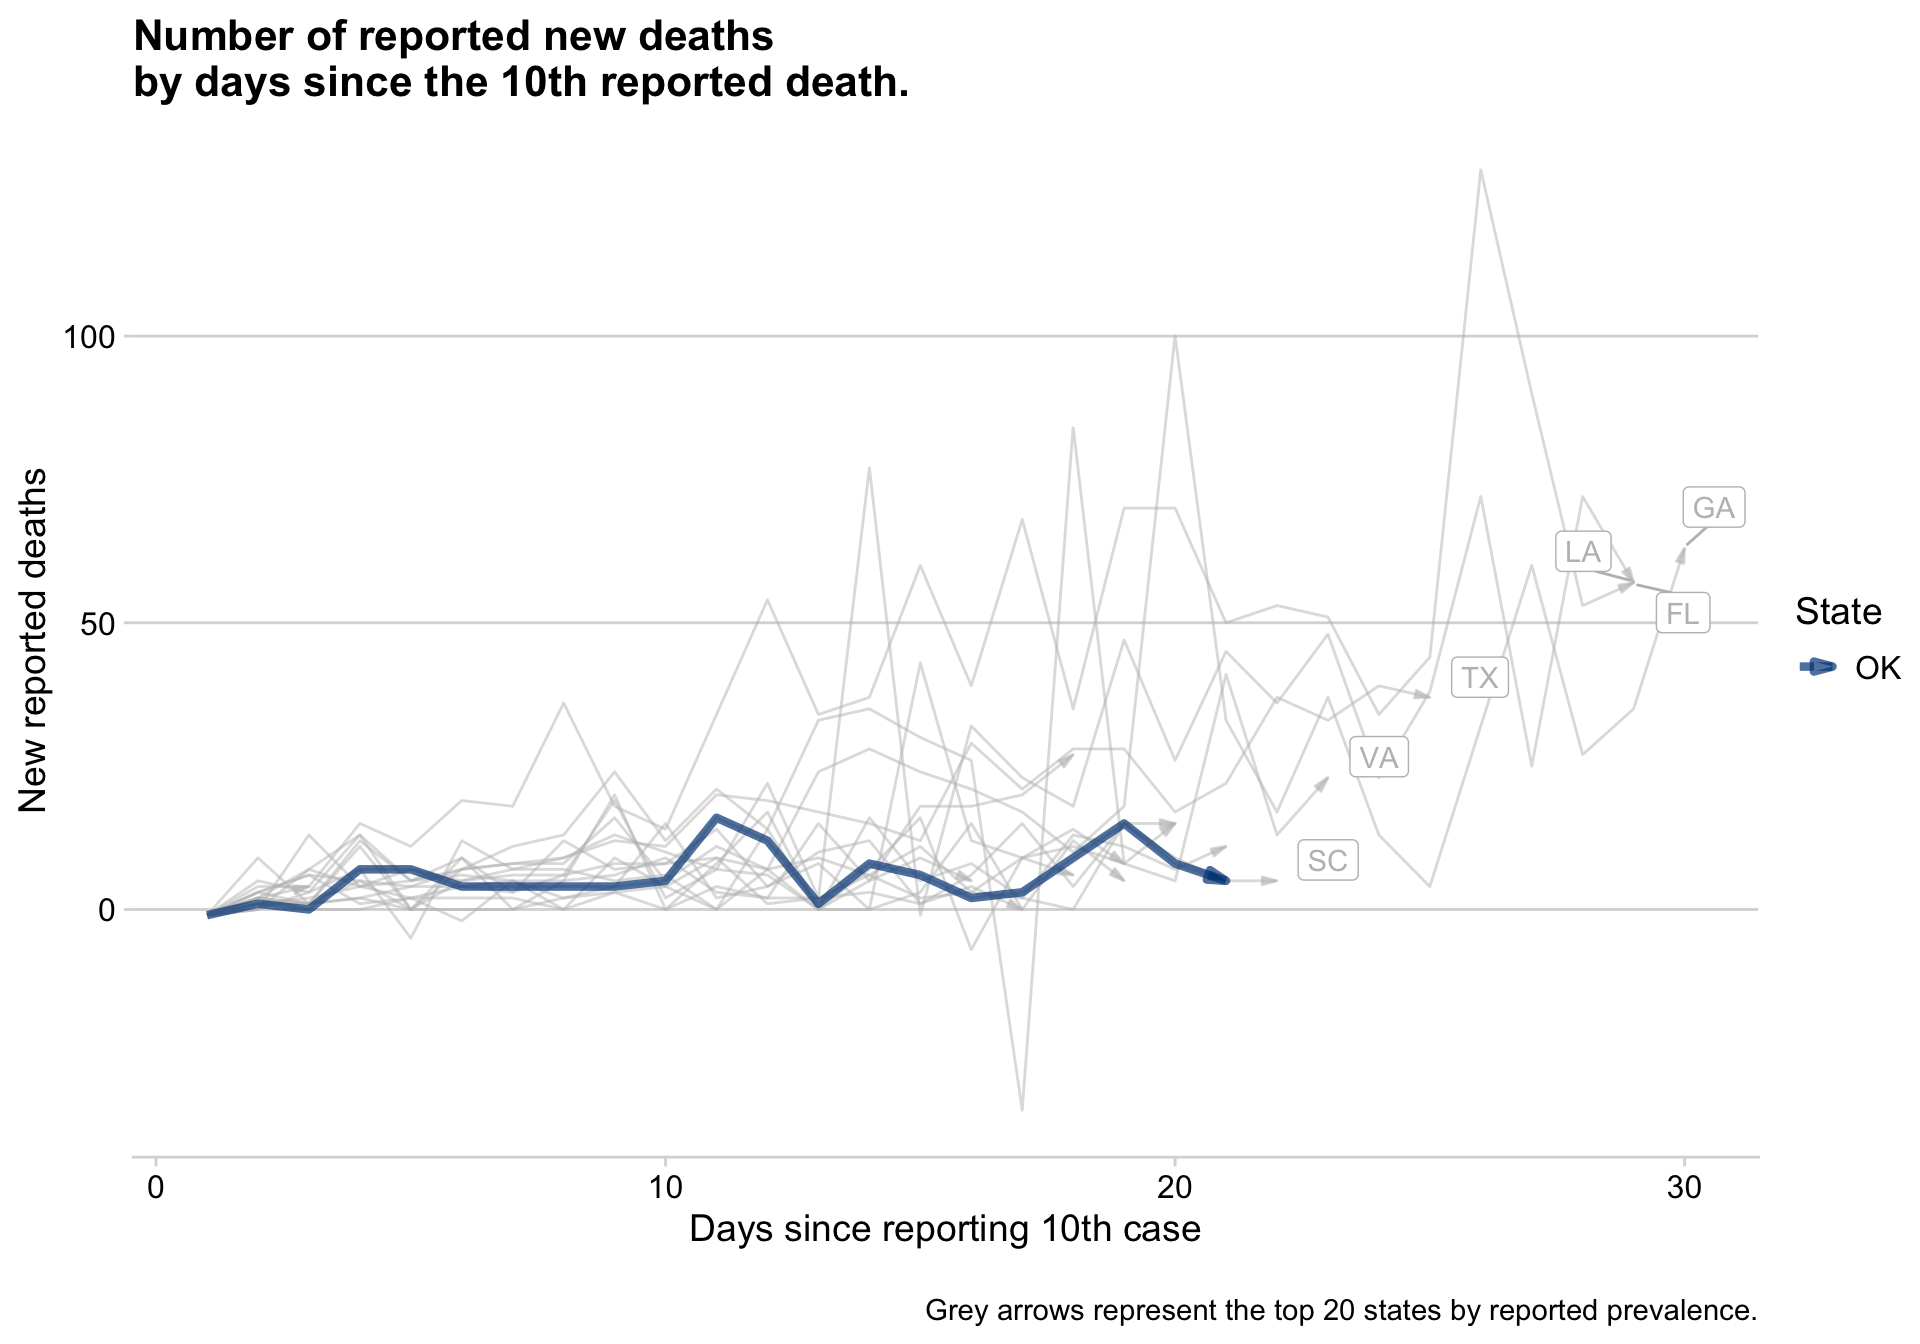 Number of reported new deaths
by days since the 10th reported death.
New reported deaths
100
50
0
GA
LA
FL
TX
VA
SC
State
OK
0 10 20 30
Days since reporting 10th case
Grey arrows represent the top 20 states by reported prevalence.